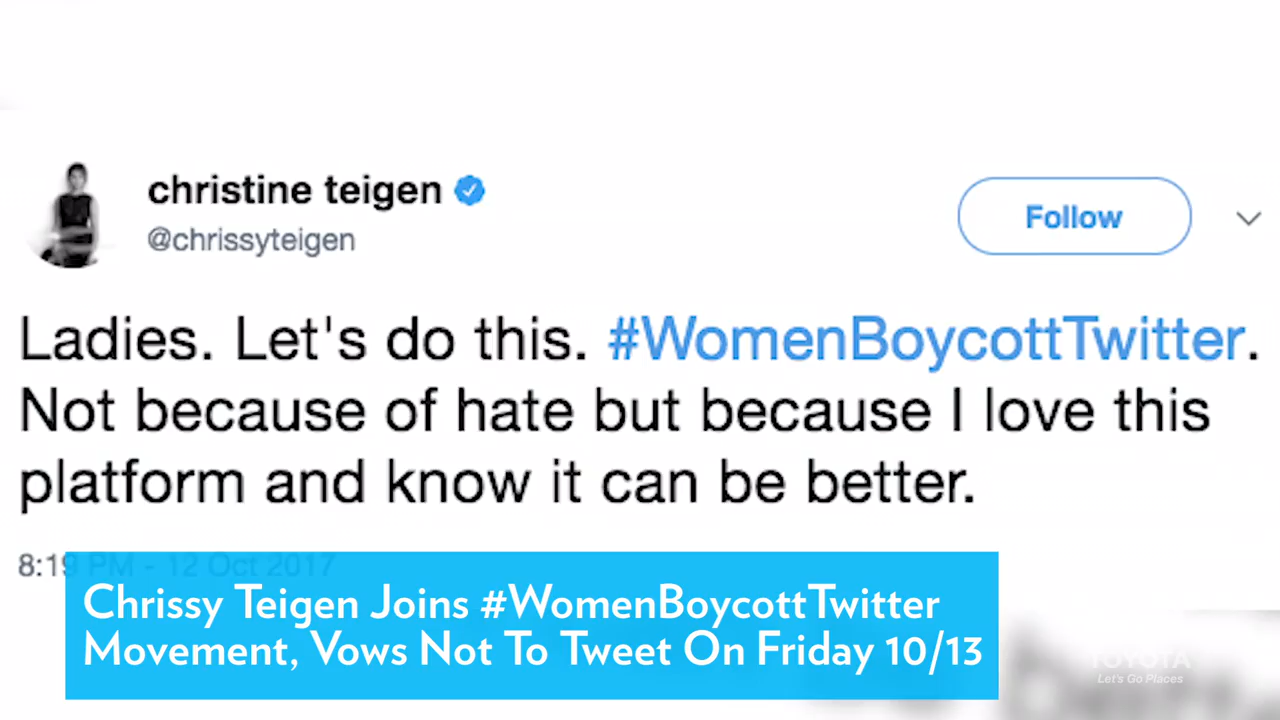 christine teigen
@chrissyteigen
Follow
Ladies. Let's do this. #WomenBoycottTwitter.
Not because of hate but because I love this
platform and know it can be better.
8:19 PM - 12 Oct 2017
Chrissy Teigen Joins #WomenBoycottTwitter
Movement, Vows Not To Tweet On Friday 10/13
TOYOTA
Let's Go Places